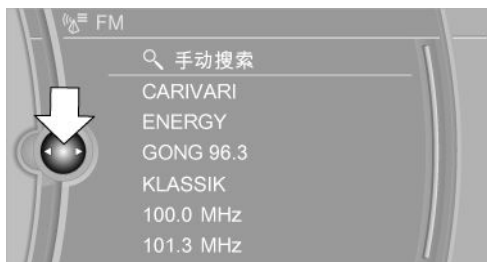 FM
手动搜索
CARIVARI
ENERGY
GONG 96.3
KLASSIK
100.0 MHz
101.3 MHz